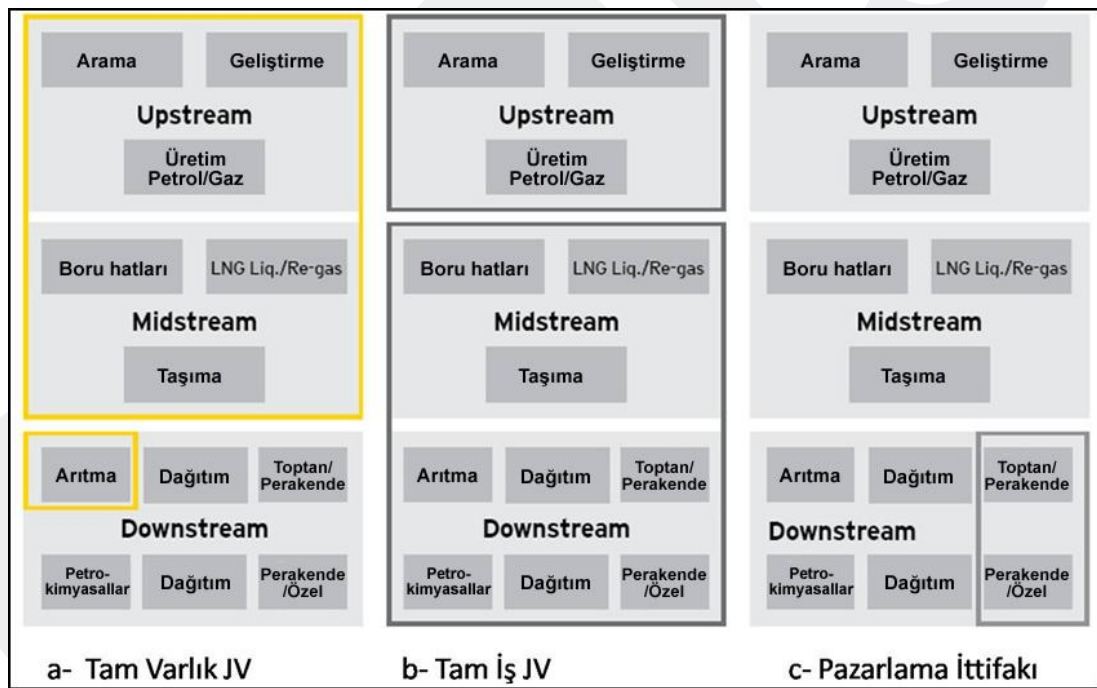 Arama Geliştirme
Upstream
Üretim
Petrol/Gaz
Boru hatları LNG Liq./Re-gas
Midstream
Taşıma
Arıtma Dağıtım Toptan/
Perakende
Downstream
Petro-
kimyasallar Dağıtım Perakende
/Özel
a- Tam Varlık JV
Arama Geliştirme
Upstream
Üretim
Petrol/Gaz
Boru hatları LNG Liq./Re-gas
Midstream
Taşıma
Arıtma Dağıtım Toptan/
Perakende
Downstream
Petro-
kimyasallar Dağıtım Perakende
/Özel
b- Tam İş JV
Arama Geliştirme
Upstream
Üretim
Petrol/Gaz
Boru hatları LNG Liq./Re-gas
Midstream
Taşıma
Arıtma Dağıtım Toptan/
Perakende
Downstream
Petro-
kimyasallar Dağıtım Perakende
/Özel
c- Pazarlama İttifakı